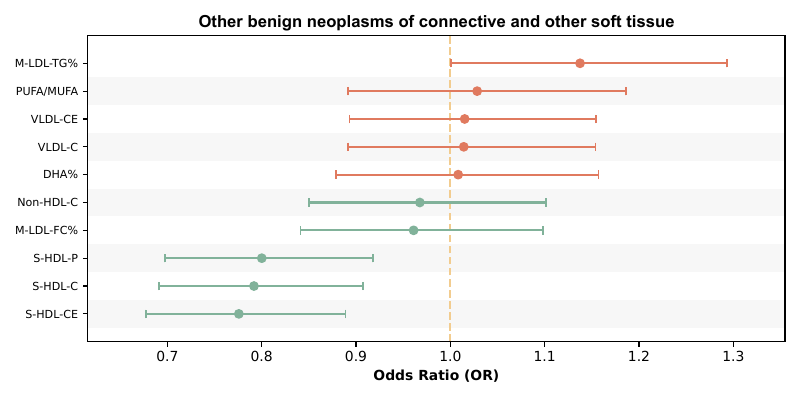 Other benign neoplasms of connective and other soft tissue
M-LDL-TG%
PUFA/MUFA
VLDL-CE
VLDL-C
DHA%
Non-HDL-C
M-LDL-FC%
S-HDL-P
S-HDL-C
S-HDL-CE
0.7 0.8 0.9 1.0 1.1 1.2 1.3
Odds Ratio (OR)